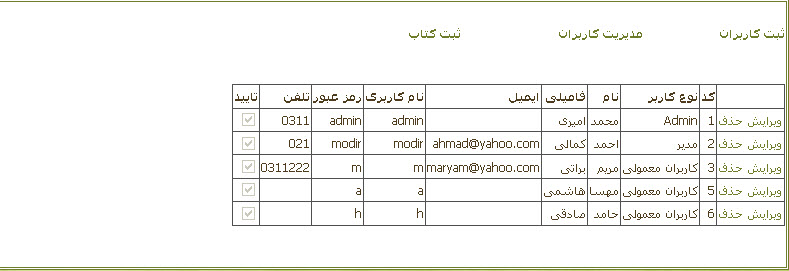 ثبت کاربران مدیریت کاربران ثبت کتاب
کد نوع کاربر نام فامیلی ایمیل نام کاربری رمز عبور تلفن تایید
ویرایش حذف 1 Admin محمد امیری admin admin 0311
ویرایش حذف 2 مدیر احمد کمالی ahmad@yahoo.com modir modir 021
ویرایش حذف 3 کاربران معمولی مریم براتی maryam@yahoo.com m m 0311222
ویرایش حذف 5 کاربران معمولی مهسا هاشمی a a
ویرایش حذف 6 کاربران معمولی حامد صادقی h h